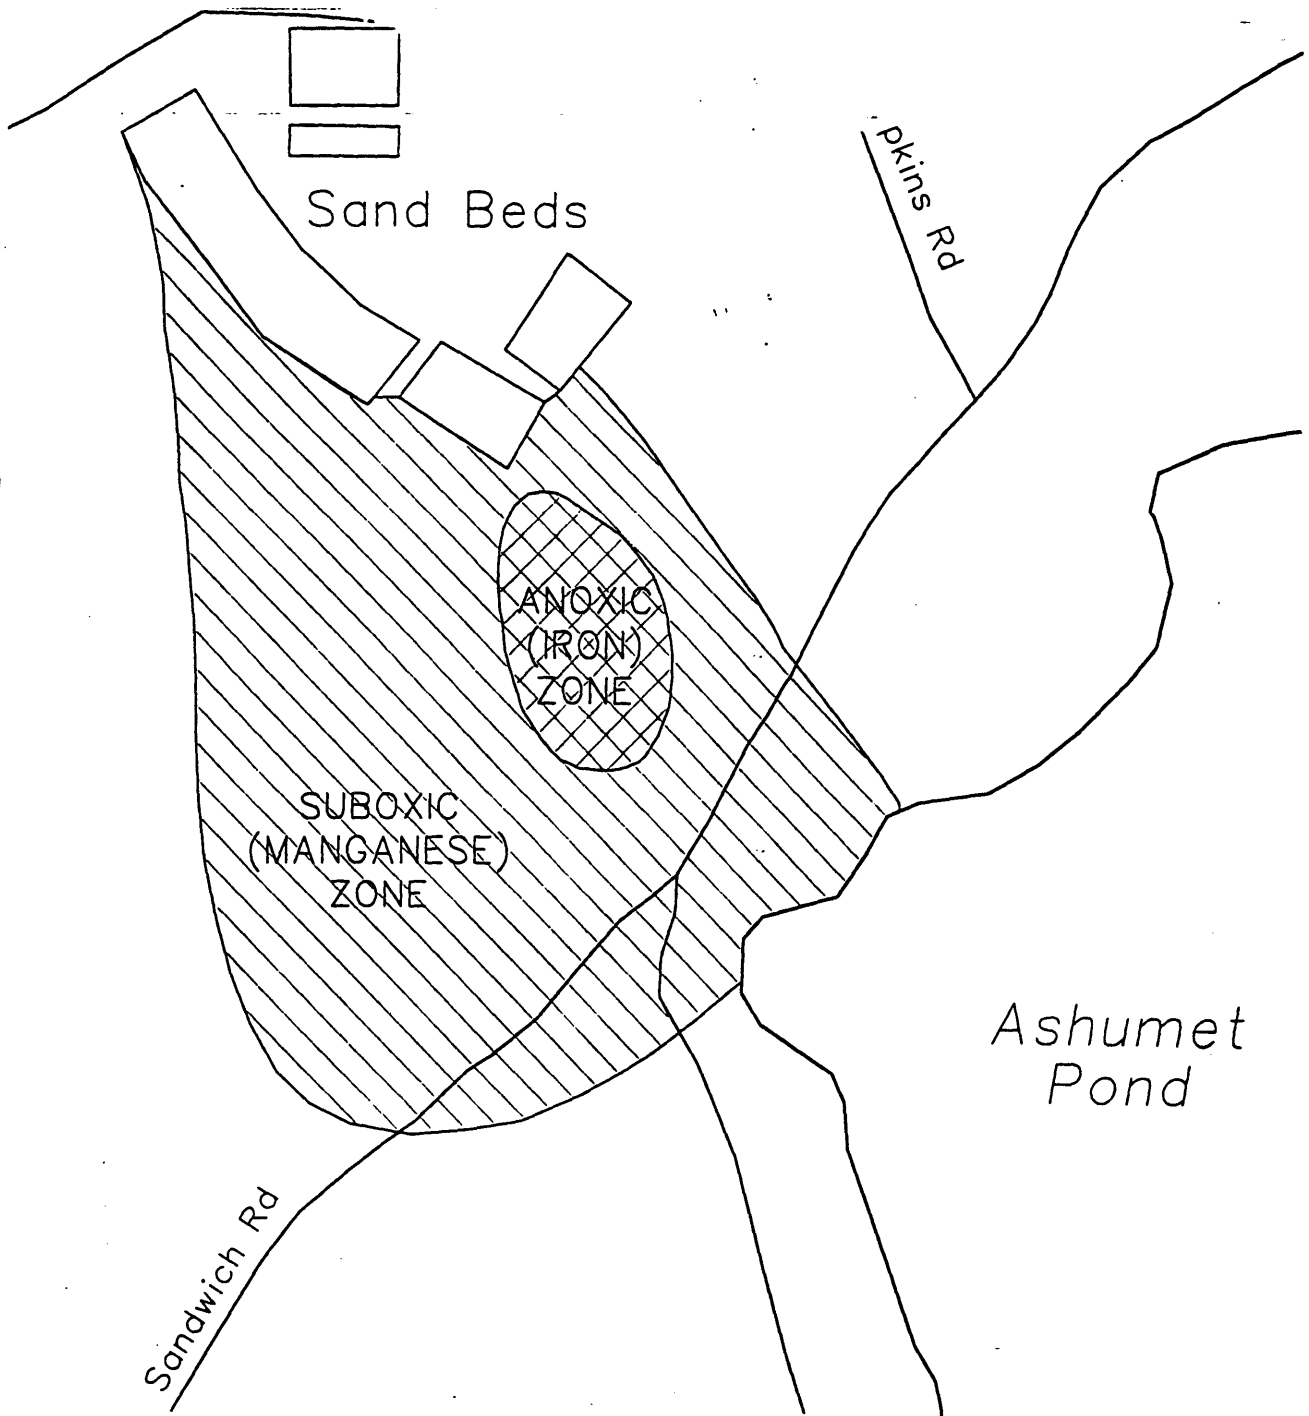 pkins Rd
Sand Beds
ANOXIC
(IRON)
ZONE
SUBOXIC
(MANGANESE)
ZONE
Ashumet
Pond
Sandwich Rd